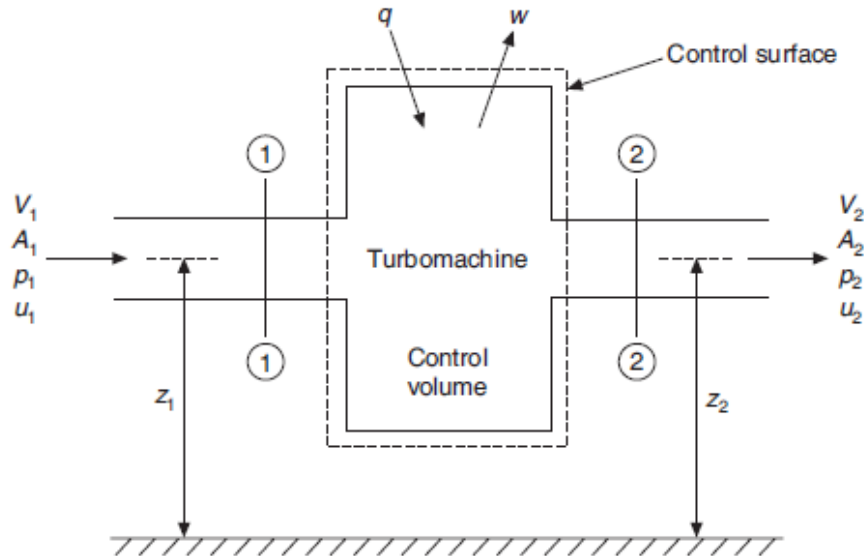 q
w
Control surface
1
2
V1
A1
p1
u1
Turbomachine
V2
A2
p2
u2
1
Control
volume
2
z1
z2